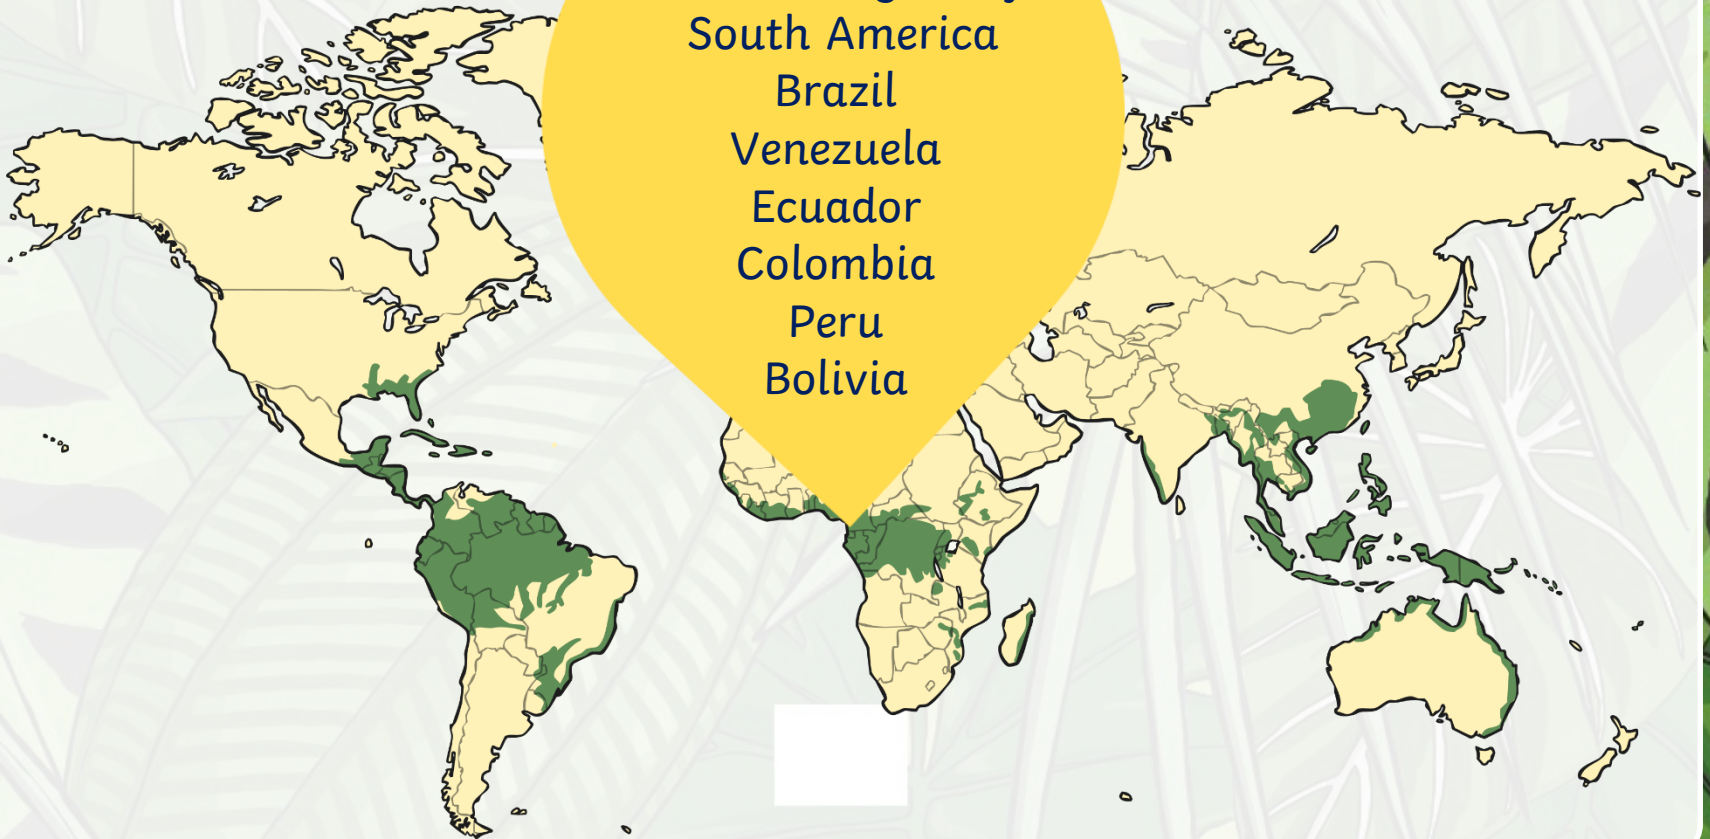 South America
Brazil
Venezuela
Ecuador
Colombia
Peru
Bolivia